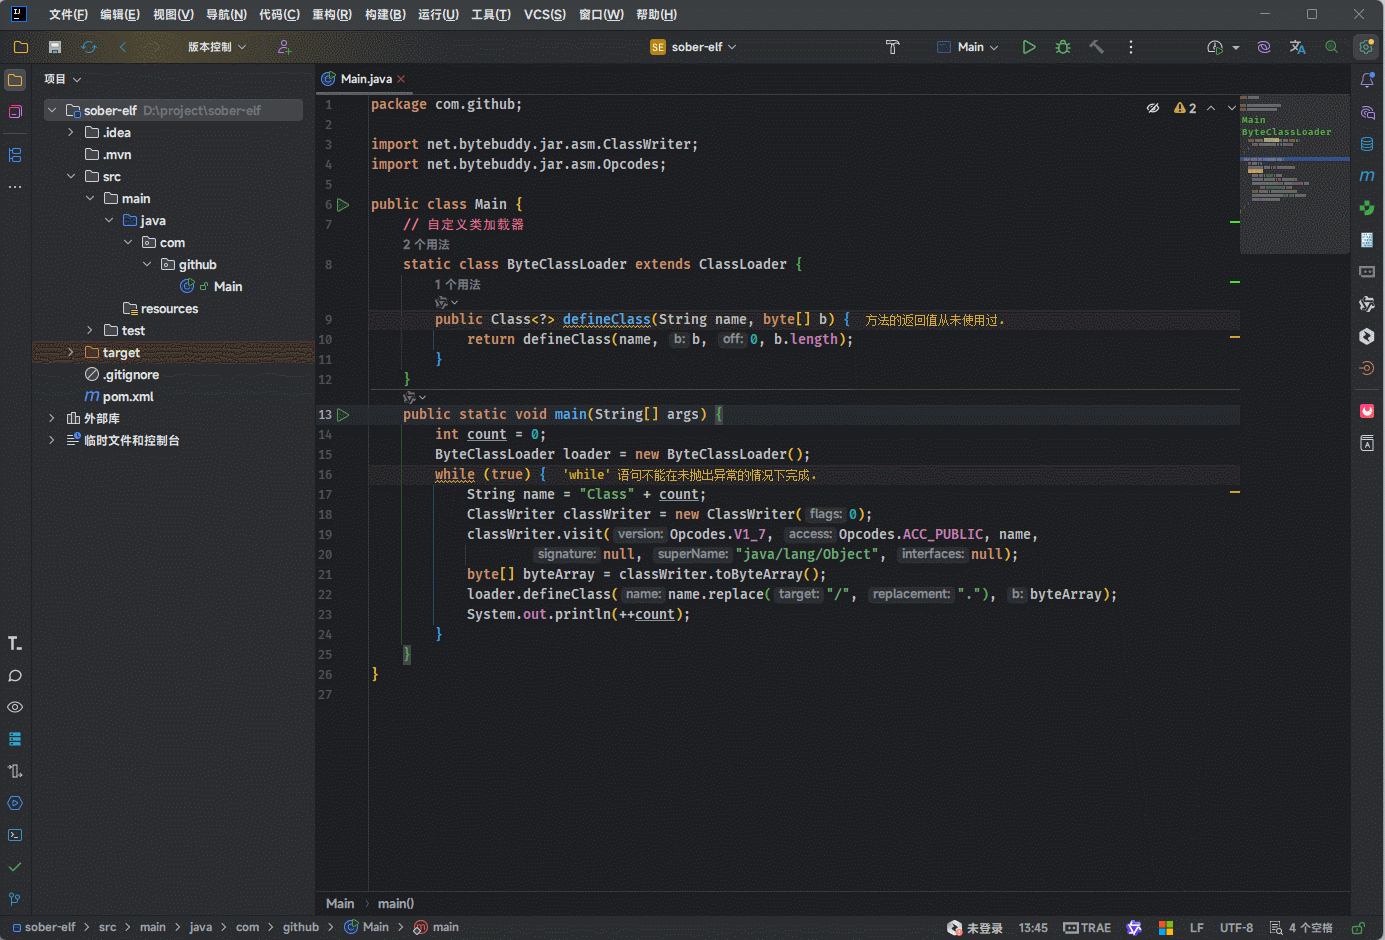 文件(F) 编辑(E) 视图(V) 导航(N) 代码(C) 重构(R) 构建(B) 运行(U) 工具(T) VCS(S) 窗口(W) 帮助(H)
版本控制 SE sober-elf Main
项目
sober-elf D:\project\sober-elf
.idea
.mvn
src
main
java
com
github
Main
resources
test
target
.gitignore
pom.xml
外部库
临时文件和控制台
Main.java
2
1 package com.github;
2
3 import net.bytebuddy.jar.asm.ClassWriter;
4 import net.bytebuddy.jar.asm.Opcodes;
5
6 public class Main {
7 // 自定义类加载器
2 个用法
8 static class ByteClassLoader extends ClassLoader {
1 个用法
9 public Class<?> defineClass(String name, byte[] b) { 方法的返回值从未使用过.
10 return defineClass(name, b: b, off: 0, b.length);
11 }
12 }
13 public static void main(String[] args) {
14 int count = 0;
15 ByteClassLoader loader = new ByteClassLoader();
16 while (true) { 'while' 语句不能在未抛出异常的情况下完成.
17 String name = "Class" + count;
18 ClassWriter classWriter = new ClassWriter( flags: 0);
19 classWriter.visit( version: Opcodes.V1_7, access: Opcodes.ACC_PUBLIC, name,
20 signature: null, superName: "java/lang/Object", interfaces: null);
21 byte[] byteArray = classWriter.toByteArray();
22 loader.defineClass( name: name.replace( target: "/", replacement: "."), b: byteArray);
23 System.out.println(++count);
24 }
25 }
26 }
27
Main
ByteClassLoader
Main > main()
sober-elf > src > main > java > com > github > Main > main
未登录 13:45 TRAE LF UTF-8 4 个空格